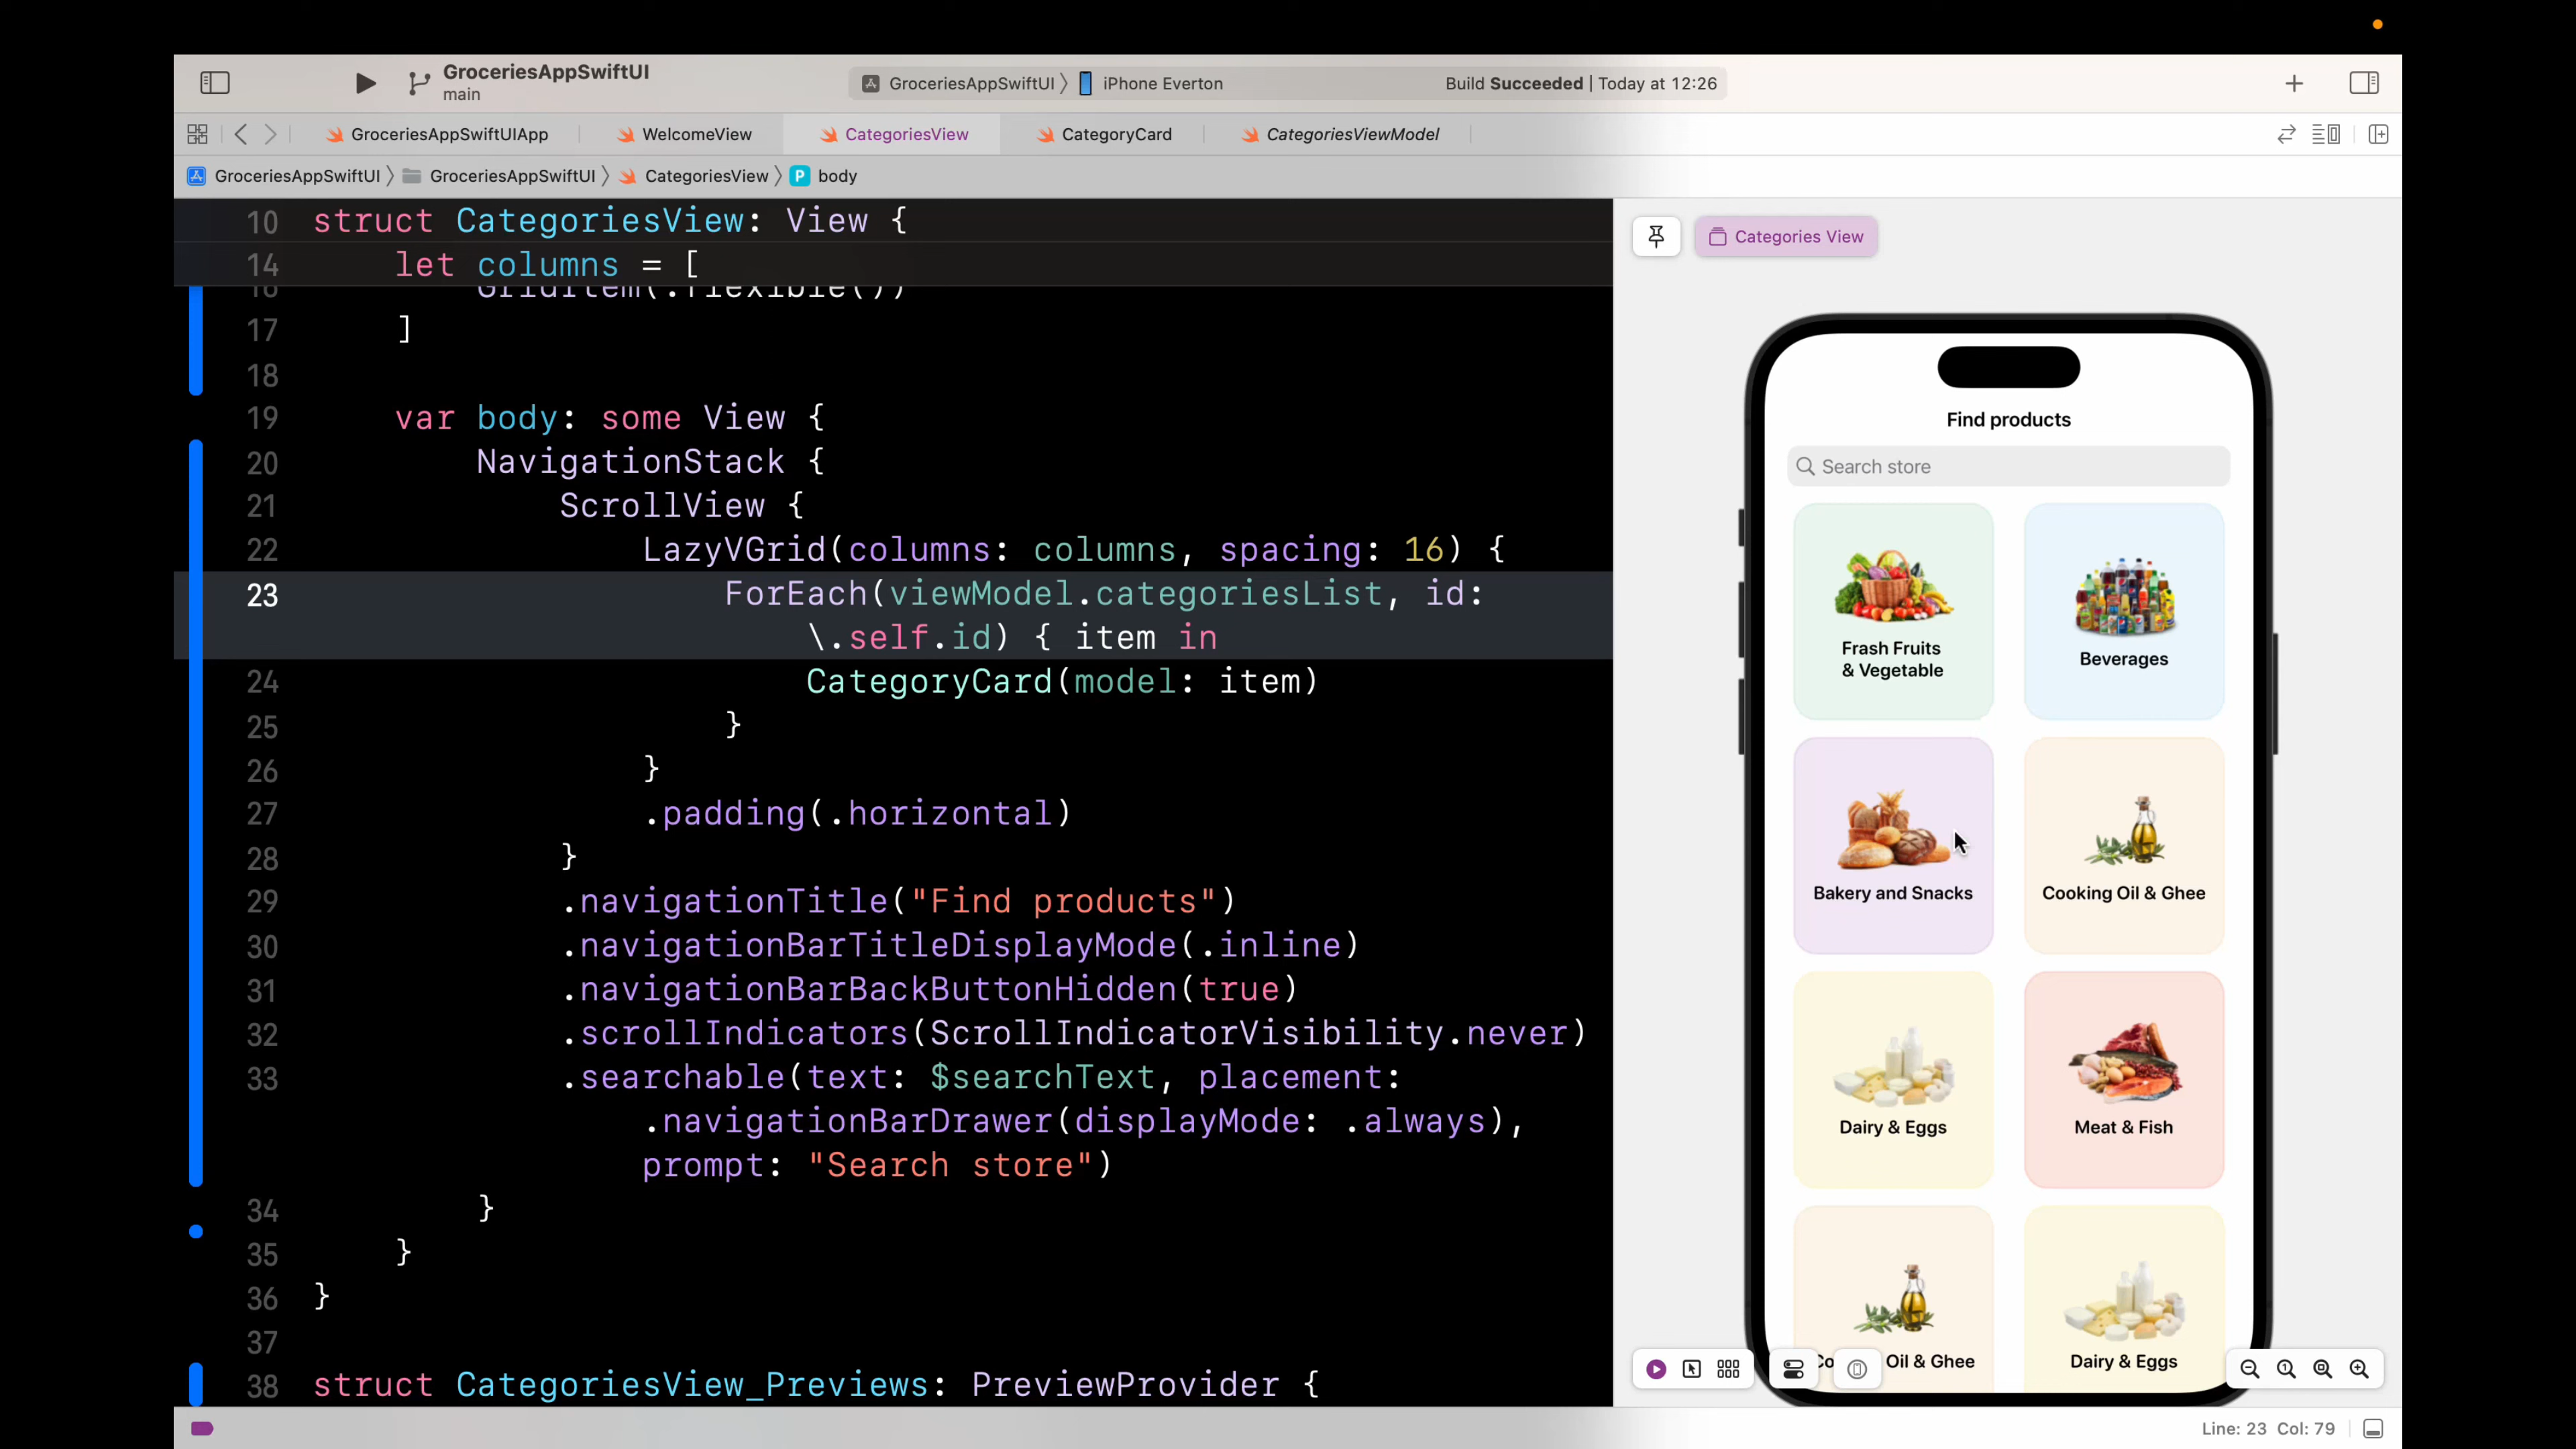 GroceriesAppSwiftUI
main
GroceriesAppSwiftUI
iPhone Everton
Build Succeeded | Today at 12:26
GroceriesAppSwiftUIApp
WelcomeView
CategoriesView
CategoryCard
CategoriesViewModel
GroceriesAppSwiftUI
GroceriesAppSwiftUI
CategoriesView
P body
10 struct CategoriesView: View {
14 let columns = [
16 GridItem(.flexible())
17 ]
18
19 var body: some View {
20 NavigationStack {
21 ScrollView {
22 LazyVGrid(columns: columns, spacing: 16) {
23 ForEach(viewModel.categoriesList, id:
\.self.id) { item in
24 CategoryCard(model: item)
25 }
26 }
27 .padding(.horizontal)
28 }
29 .navigationTitle("Find products")
30 .navigationBarTitleDisplayMode(.inline)
31 .navigationBarBackButtonHidden(true)
32 .scrollIndicators(ScrollIndicatorVisibility.never)
33 .searchable(text: $searchText, placement:
.navigationBarDrawer(displayMode: .always),
prompt: "Search store")
34 }
35 }
36 }
37
38 struct CategoriesView_Previews: PreviewProvider {
Categories View
Find products
Search store
Frash Fruits
& Vegetable
Beverages
Bakery and Snacks
Cooking Oil & Ghee
Dairy & Eggs
Meat & Fish
Oil & Ghee
Dairy & Eggs
Line: 23 Col: 79